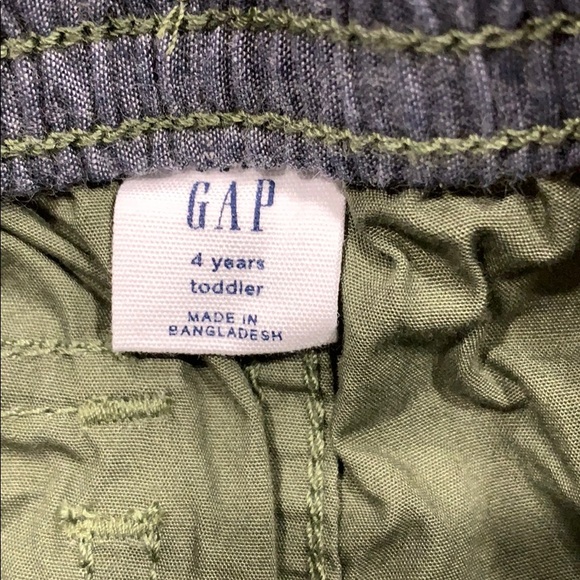 GAP
4 years
toddler
MADE IN
BANGLADESH